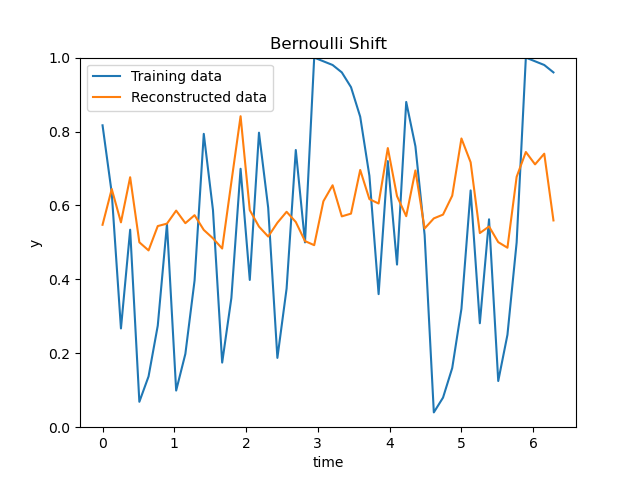 Bernoulli Shift
Training data
Reconstructed data
y
1.0
0.8
0.6
0.4
0.2
0.0
0 1 2 3 4 5 6
time